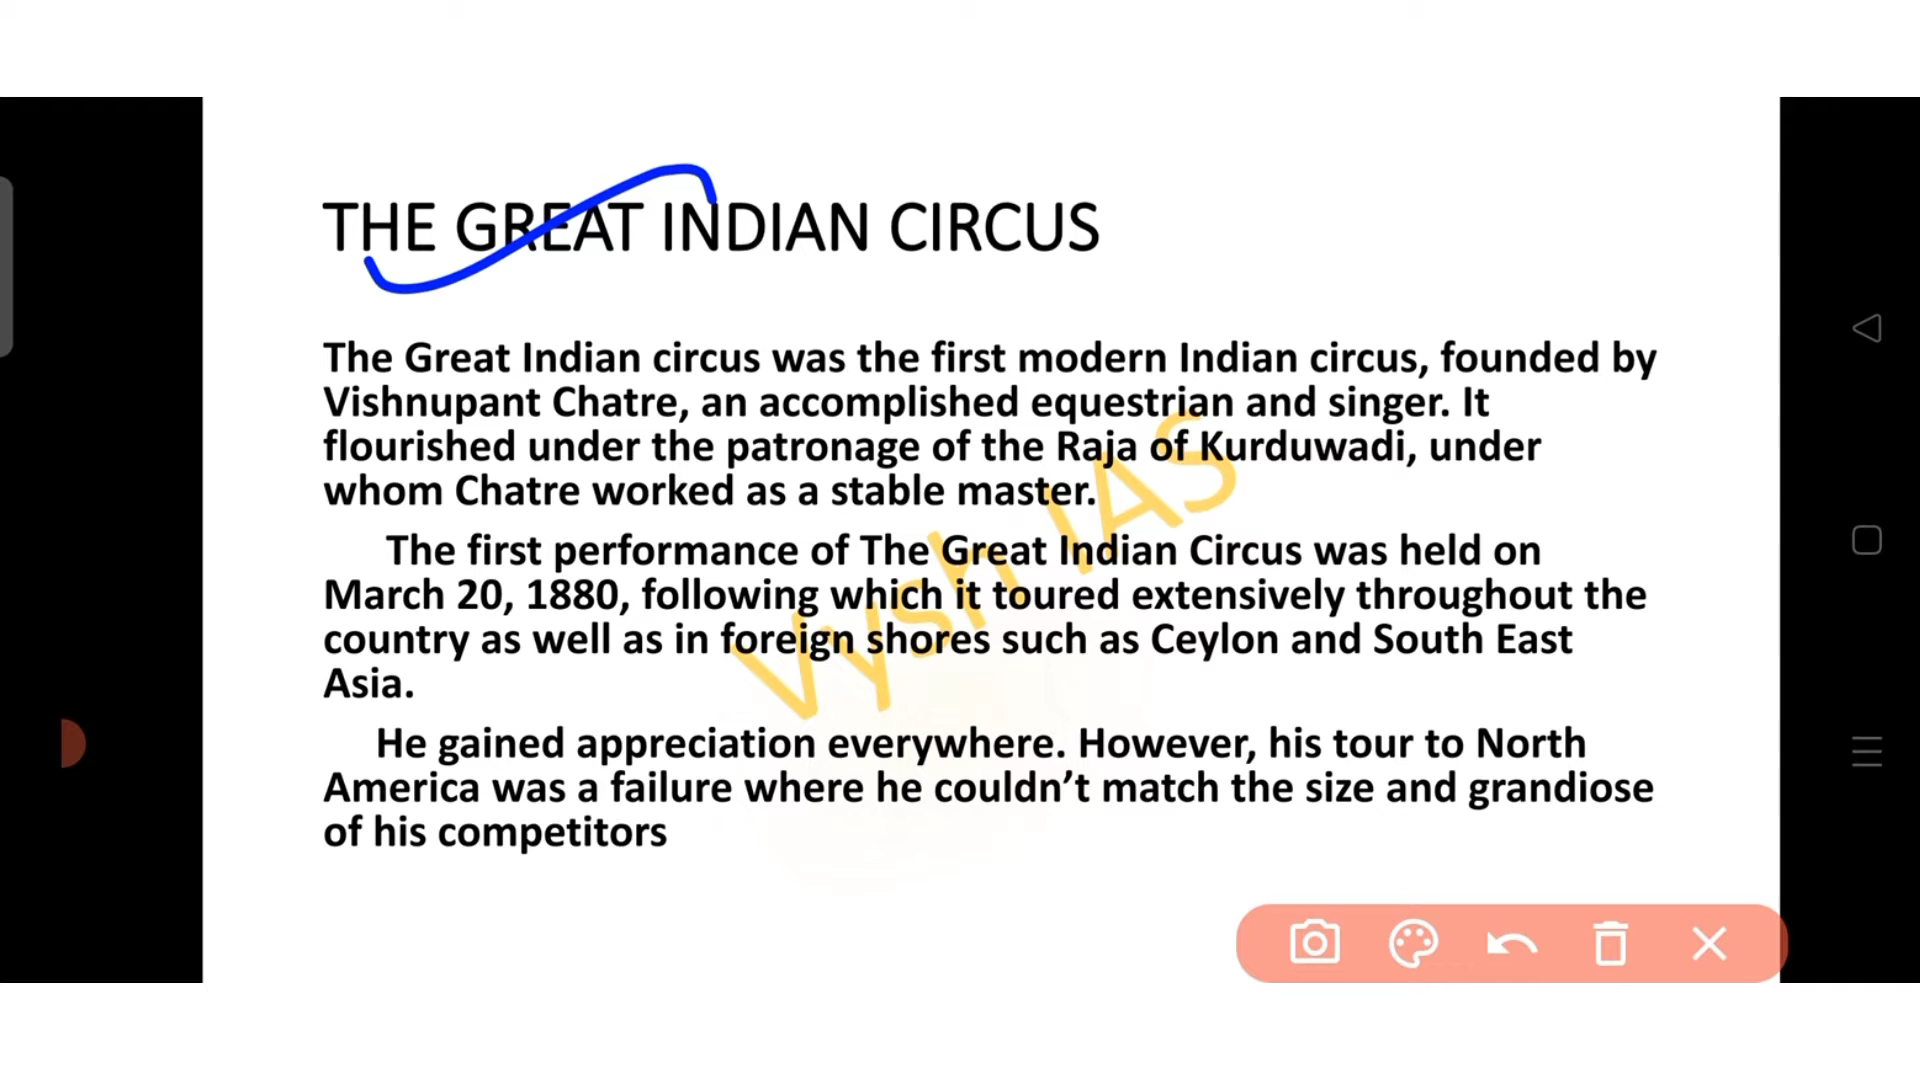 THE GREAT INDIAN CIRCUS
The Great Indian circus was the first modern Indian circus, founded by
Vishnupant Chatre, an accomplished equestrian and singer. It
flourished under the patronage of the Raja of Kurduwadi, under
whom Chatre worked as a stable master.
The first performance of The Great Indian Circus was held on
March 20, 1880, following which it toured extensively throughout the
country as well as in foreign shores such as Ceylon and South East
Asia.
He gained appreciation everywhere. However, his tour to North
America was a failure where he couldn’t match the size and grandiose
of his competitors
Vysh IAS